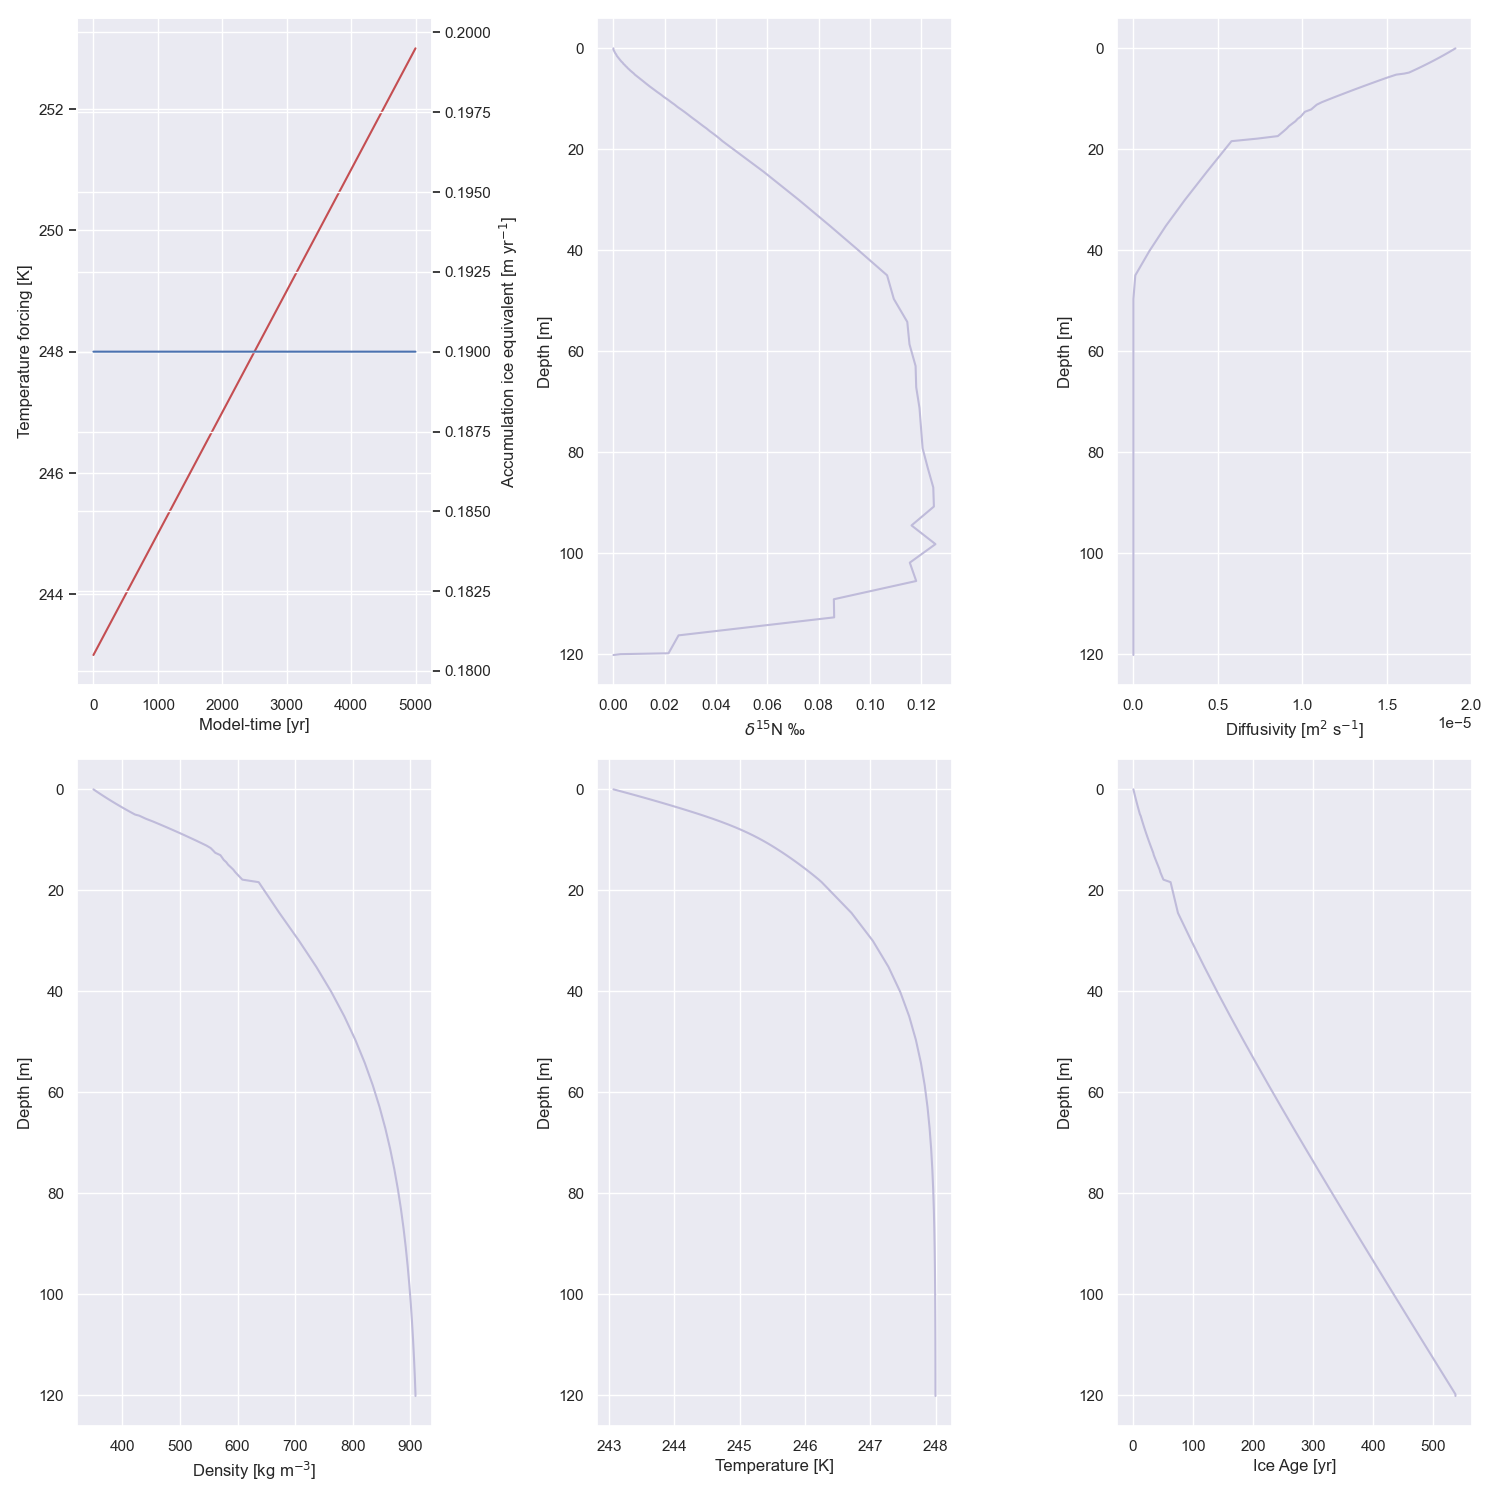 252
250
248
246
244
Temperature forcing [K]
0 1000 2000 3000 4000 5000
Model-time [yr]
0.2000
0.1975
0.1950
0.1925
0.1900
0.1875
0.1850
0.1825
0.1800
Accumulation ice equivalent [m yr⁻¹]
0
20
40
60
80
100
120
Depth [m]
0.00 0.02 0.04 0.06 0.08 0.10 0.12
δ¹⁵N ‰
0
20
40
60
80
100
120
Depth [m]
0.0 0.5 1.0 1.5 2.0
1e−5
Diffusivity [m² s⁻¹]
0
20
40
60
80
100
120
Depth [m]
400 500 600 700 800 900
Density [kg m⁻³]
0
20
40
60
80
100
120
Depth [m]
243 244 245 246 247 248
Temperature [K]
0
20
40
60
80
100
120
Depth [m]
0 100 200 300 400 500
Ice Age [yr]